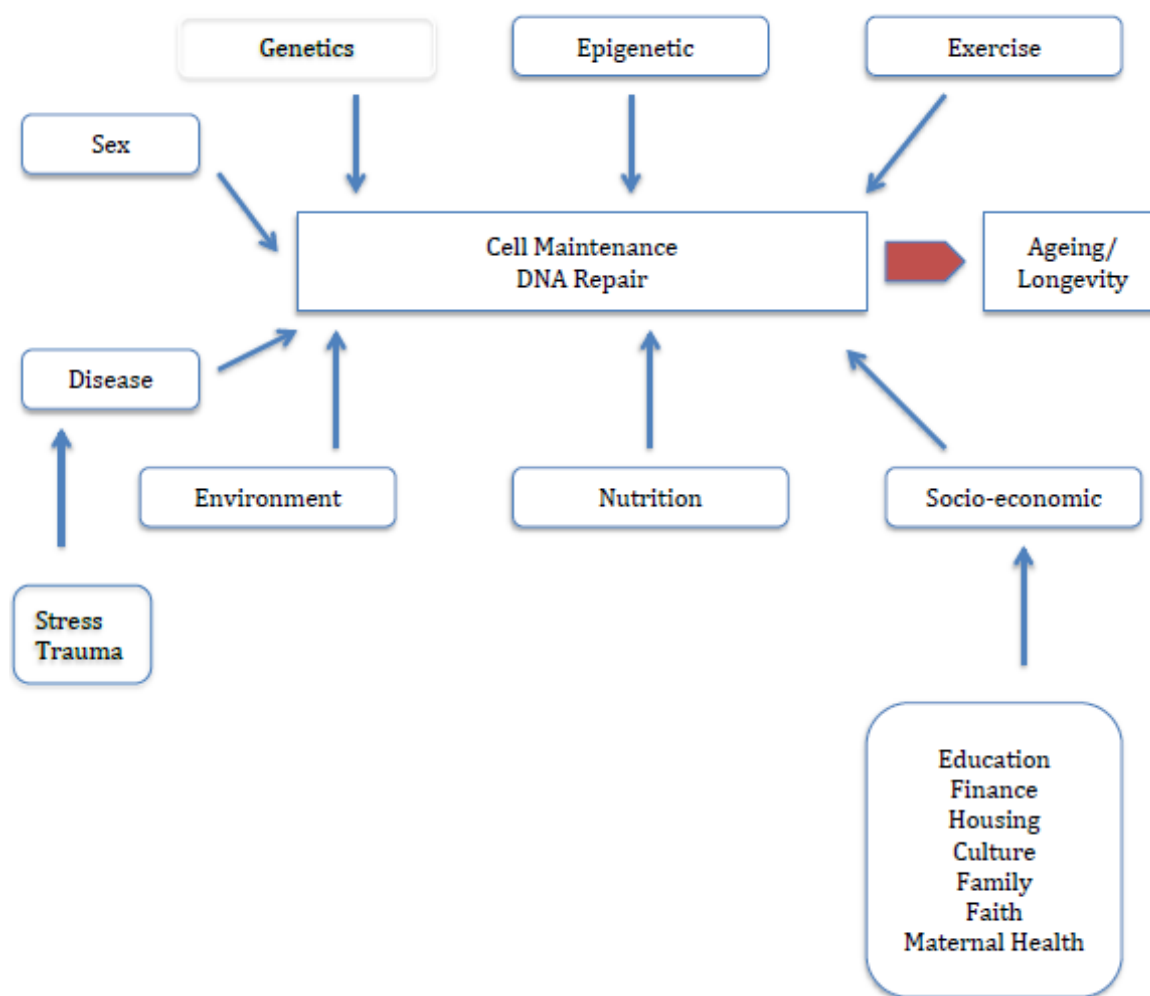 Genetics
Epigenetic
Exercise
Sex
Cell Maintenance
DNA Repair
Ageing/
Longevity
Disease
Environment
Nutrition
Socio-economic
Stress
Trauma
Education
Finance
Housing
Culture
Family
Faith
Maternal Health